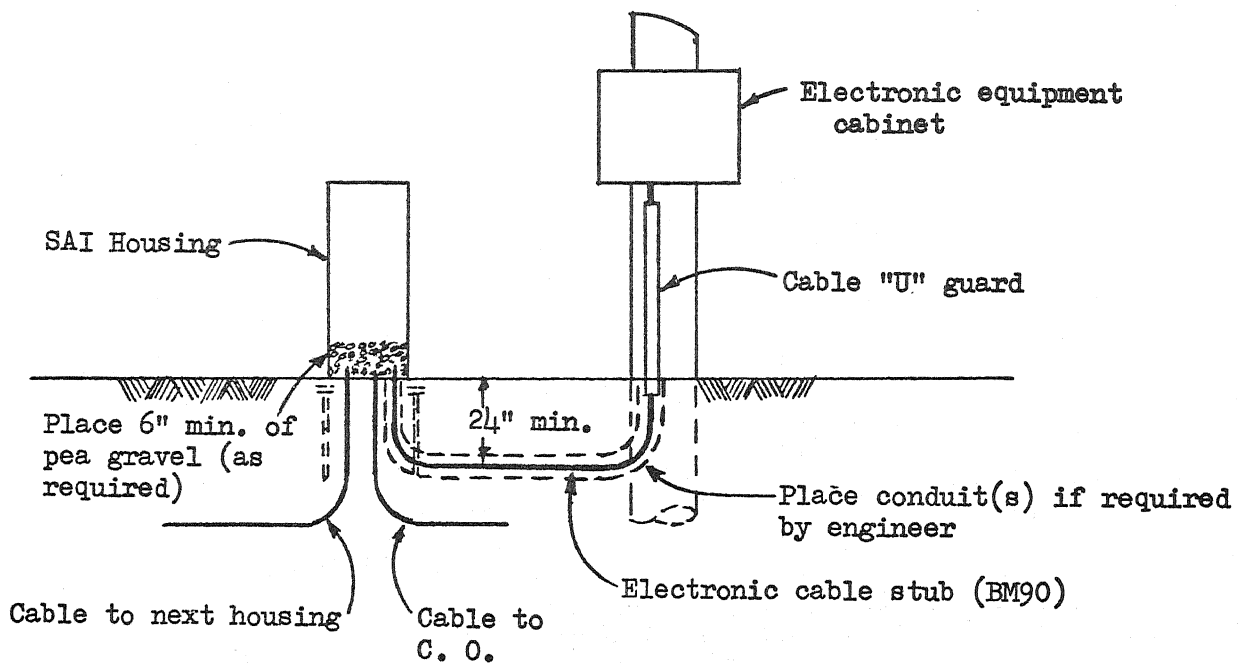 Electronic equipment
cabinet
SAI Housing
Cable "U" guard
Place 6" min. of
pea gravel (as
required)
24" min.
Place conduit(s) if required
by engineer
Electronic cable stub (BM90)
Cable to next housing
Cable to
C. O.